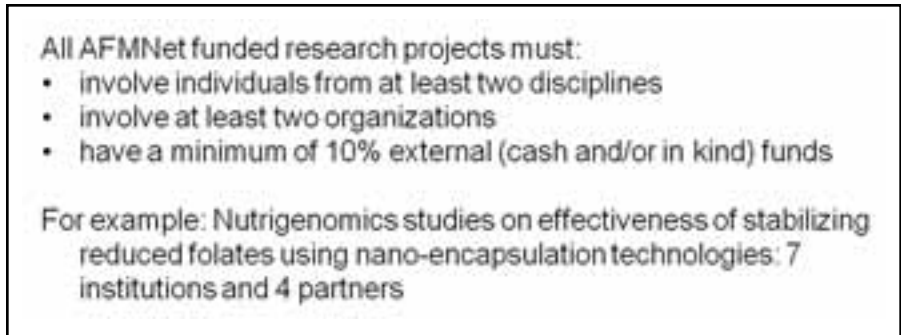 All AFMNet funded research projects must:
• involve individuals from at least two disciplines
• involve at least two organizations
• have a minimum of 10% external (cash and/or in kind) funds
For example: Nutrigenomics studies on effectiveness of stabilizing
reduced folates using nano-encapsulation technologies: 7
institutions and 4 partners